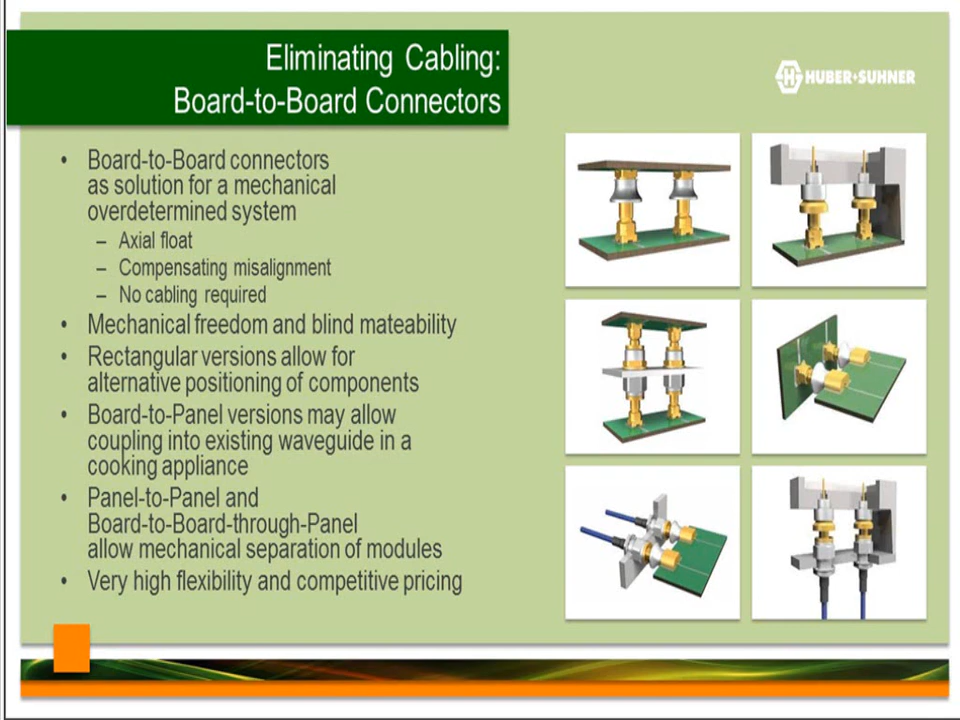 Eliminating Cabling:
Board-to-Board Connectors
HUBER+SUHNER
• Board-to-Board connectors
as solution for a mechanical
overdetermined system
– Axial float
– Compensating misalignment
– No cabling required
• Mechanical freedom and blind mateability
• Rectangular versions allow for
alternative positioning of components
• Board-to-Panel versions may allow
coupling into existing waveguide in a
cooking appliance
• Panel-to-Panel and
Board-to-Board-through-Panel
allow mechanical separation of modules
• Very high flexibility and competitive pricing